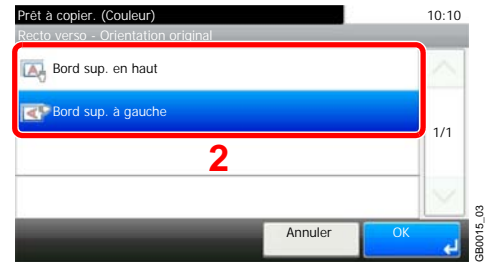 Prêt à copier. (Couleur) 10:10
Recto verso - Orientation original
Bord sup. en haut
Bord sup. à gauche
1/1
2
Annuler OK
GB0015_03